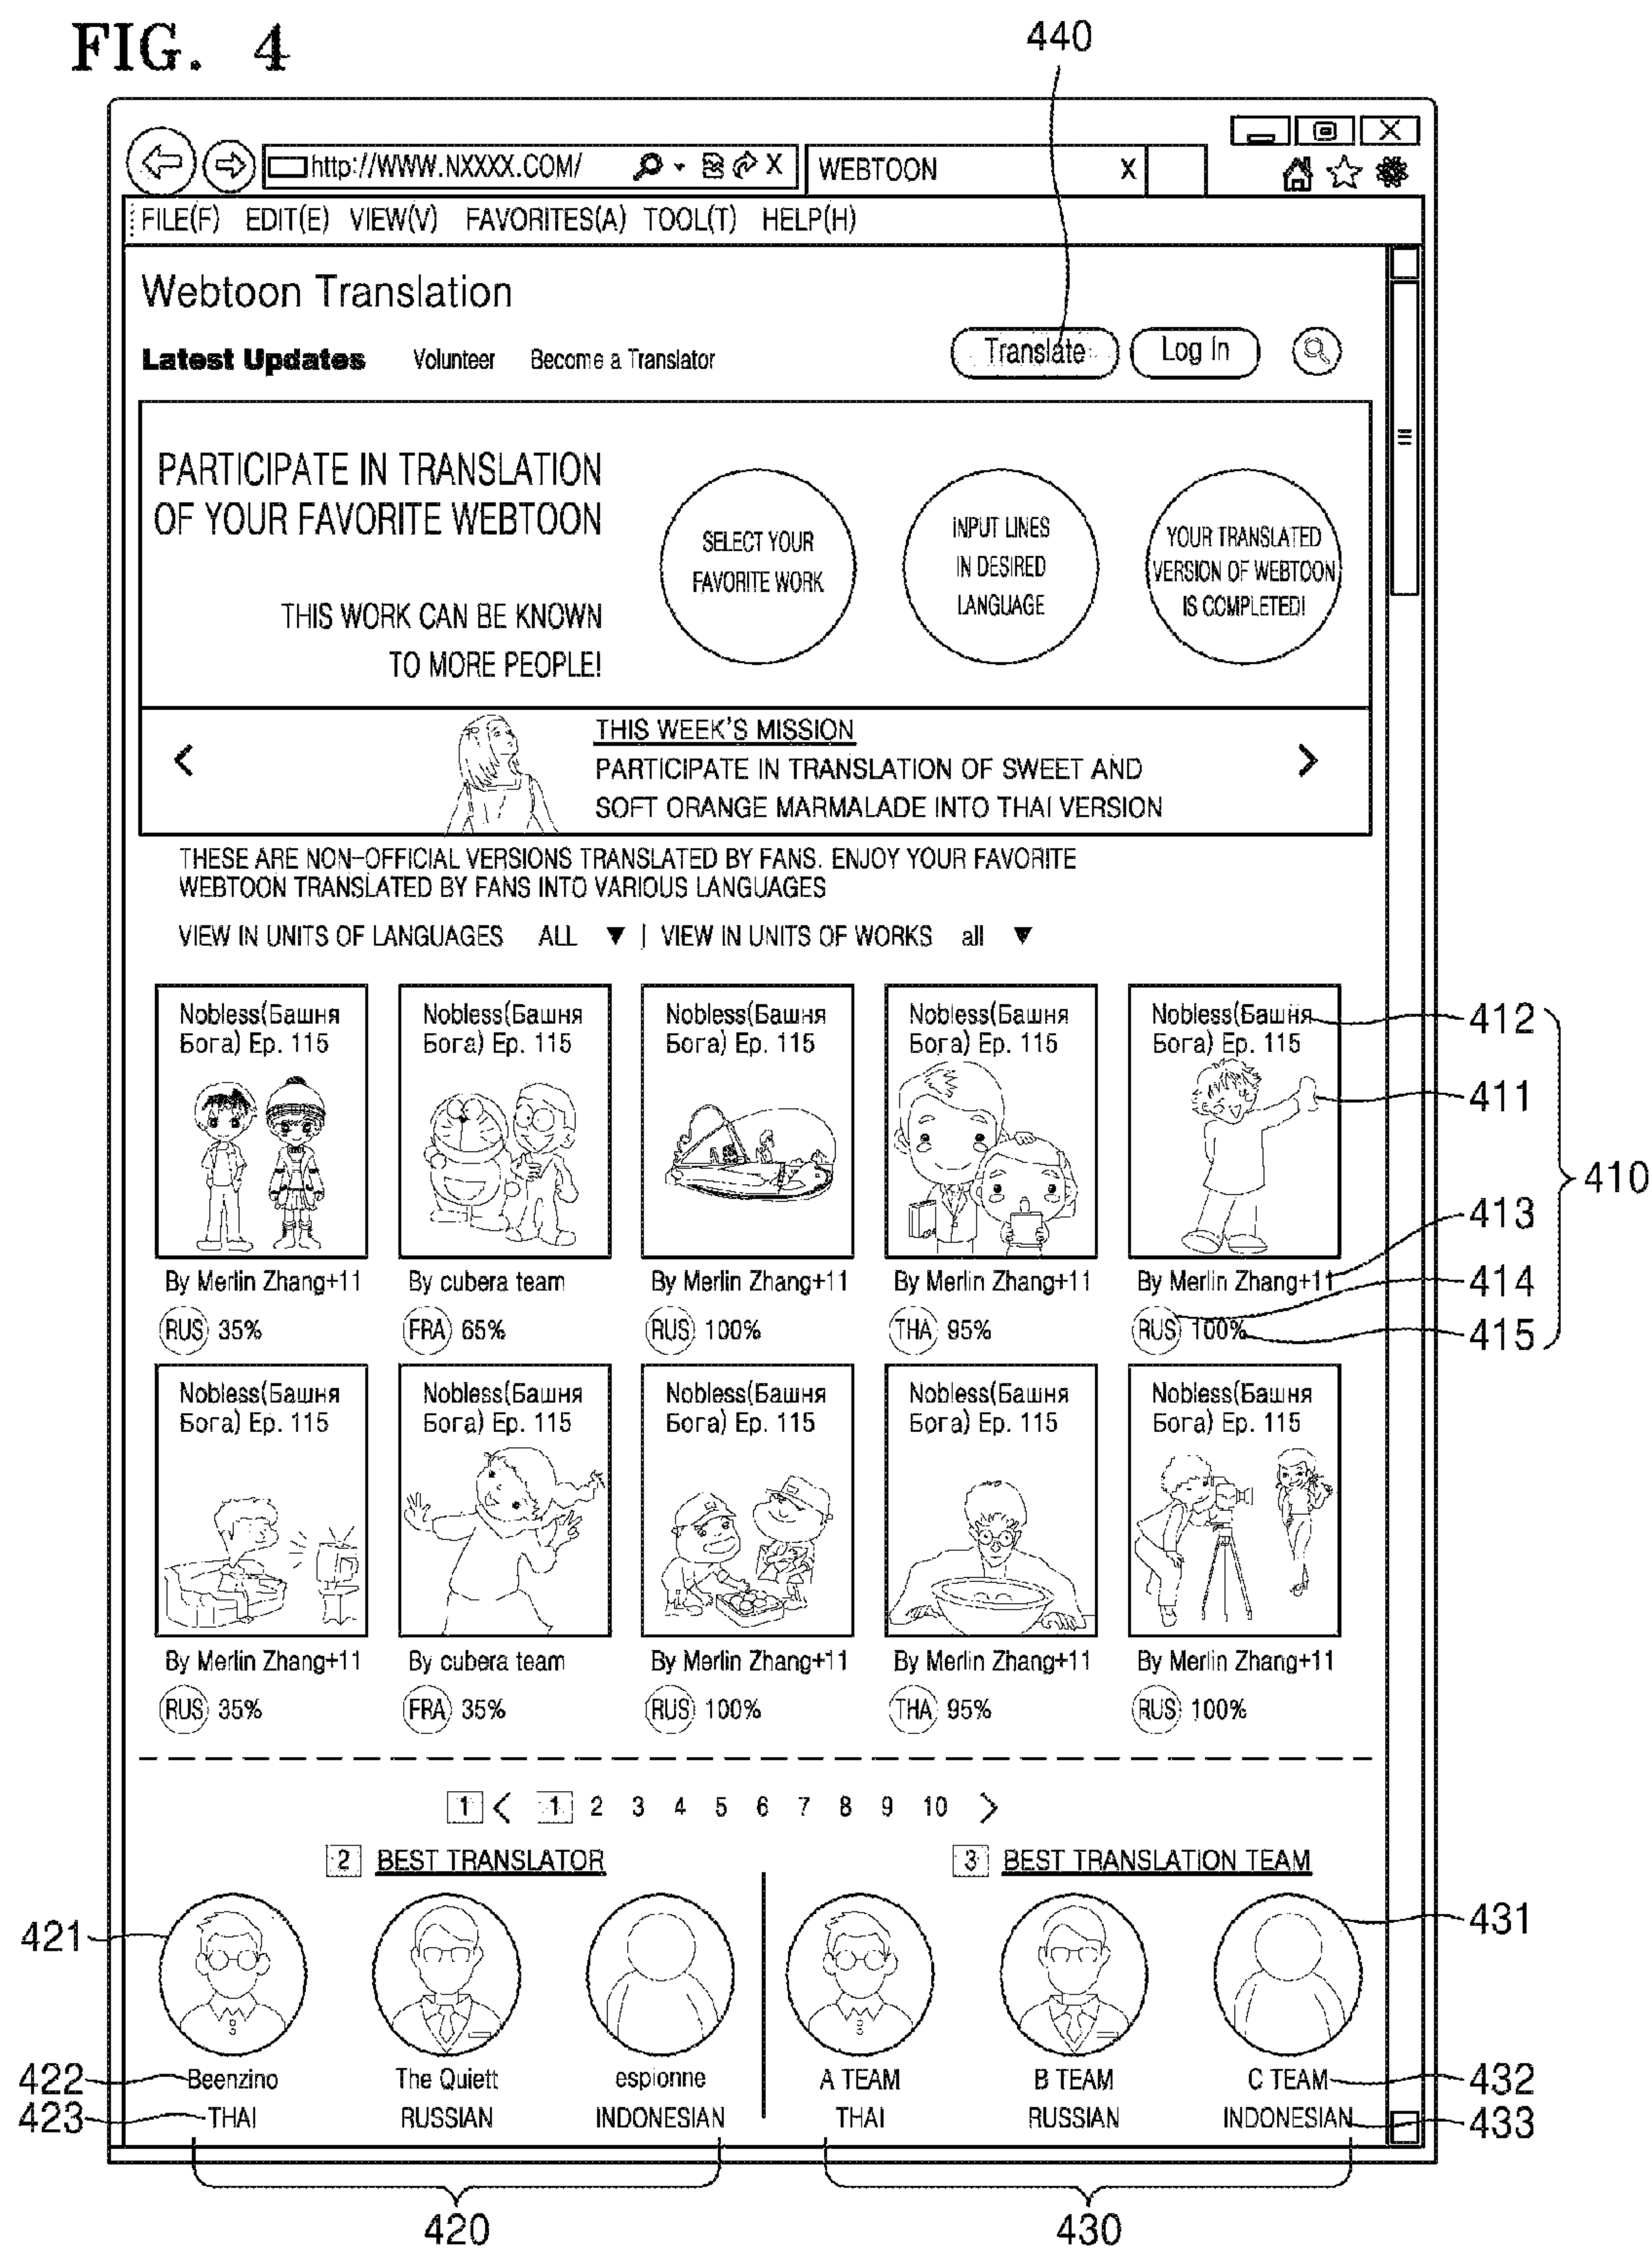 FIG. 4
440
http://WWW.NXXXX.COM/
X
WEBTOON
X
X
FILE(F) EDIT(E) VIEW(V) FAVORITES(A) TOOL(T) HELP(H)
Webtoon Translation
Latest Updates Volunteer Become a Translator Translate Log In
PARTICIPATE IN TRANSLATION
OF YOUR FAVORITE WEBTOON
THIS WORK CAN BE KNOWN
TO MORE PEOPLE!
SELECT YOUR
FAVORITE WORK
INPUT LINES
IN DESIRED
LANGUAGE
YOUR TRANSLATED
VERSION OF WEBTOON
IS COMPLETED!
< >
THIS WEEK'S MISSION
PARTICIPATE IN TRANSLATION OF SWEET AND
SOFT ORANGE MARMALADE INTO THAI VERSION
THESE ARE NON-OFFICIAL VERSIONS TRANSLATED BY FANS. ENJOY YOUR FAVORITE
WEBTOON TRANSLATED BY FANS INTO VARIOUS LANGUAGES
VIEW IN UNITS OF LANGUAGES ALL ▼ | VIEW IN UNITS OF WORKS all ▼
Nobless(Башня Nobless(Башня Nobless(Башня Nobless(Башня Nobless(Башня 412
Бога) Ep. 115 Бога) Ep. 115 Бога) Ep. 115 Бога) Ep. 115 Бога) Ep. 115
411
410
413
By Merlin Zhang+11 By cubera team By Merlin Zhang+11 By Merlin Zhang+11 By Merlin Zhang+11 414
RUS 35% FRA 65% RUS 100% THA 95% RUS 100% 415
Nobless(Башня Nobless(Башня Nobless(Башня Nobless(Башня Nobless(Башня
Бога) Ep. 115 Бога) Ep. 115 Бога) Ep. 115 Бога) Ep. 115 Бога) Ep. 115
By Merlin Zhang+11 By cubera team By Merlin Zhang+11 By Merlin Zhang+11 By Merlin Zhang+11
RUS 35% FRA 35% RUS 100% THA 95% RUS 100%
1 < 1 2 3 4 5 6 7 8 9 10 >
2 BEST TRANSLATOR 3 BEST TRANSLATION TEAM
421 431
422 Beenzino The Quiett espionne A TEAM B TEAM C TEAM 432
423 THAI RUSSIAN INDONESIAN THAI RUSSIAN INDONESIAN 433
420 430